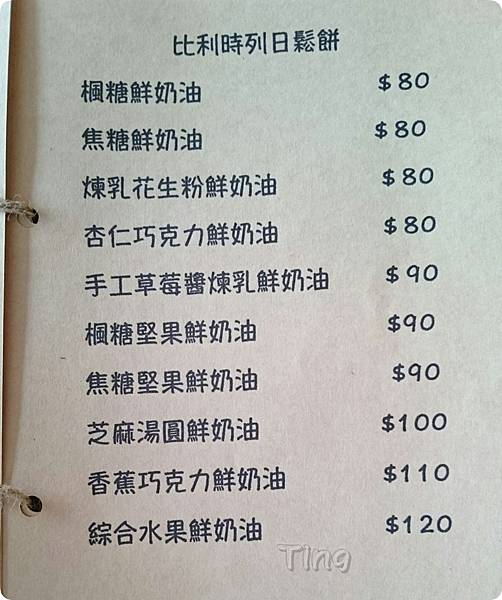 比利時列日鬆餅
楓糖鮮奶油 $80
焦糖鮮奶油 $80
煉乳花生粉鮮奶油 $80
杏仁巧克力鮮奶油 $80
手工草莓醬煉乳鮮奶油 $90
楓糖堅果鮮奶油 $90
焦糖堅果鮮奶油 $90
芝麻湯圓鮮奶油 $100
香蕉巧克力鮮奶油 $110
綜合水果鮮奶油 $120
Ting